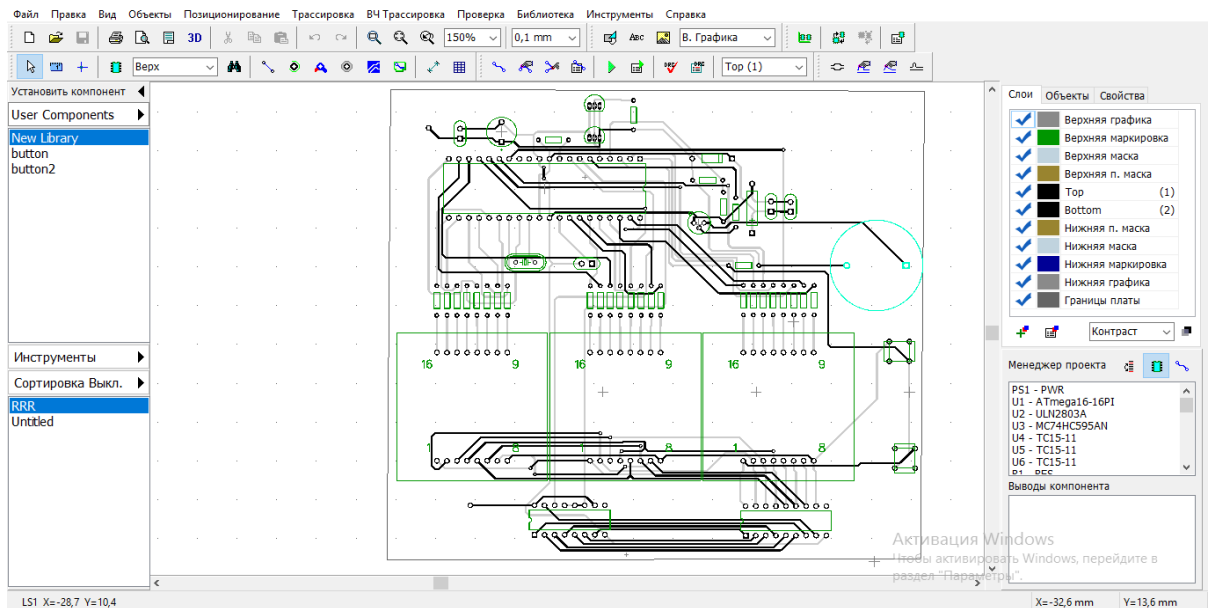 Файл Правка Вид Объекты Позиционирование Трассировка ВЧ Трассировка Проверка Библиотека Инструменты Справка
3D 150% 0,1 mm Abc В. Графика
Верх DRC DRC Top (1)
Установить компонент
User Components
New Library
button
button2
Инструменты
Сортировка Выкл.
RRR
Untitled
16 9 16 9 16 9
1 8 1 8 1 8
Слои Объекты Свойства
Верхняя графика
Верхняя маркировка
Верхняя маска
Верхняя п. маска
Top (1)
Bottom (2)
Нижняя п. маска
Нижняя маска
Нижняя маркировка
Нижняя графика
Границы платы
Контраст
Менеджер проекта
PS1 - PWR
U1 - ATmega16-16PI
U2 - ULN2803A
U3 - MC74HC595AN
U4 - TC15-11
U5 - TC15-11
U6 - TC15-11
Выводы компонента
Активация Windows
Чтобы активировать Windows, перейдите в
раздел "Параметры".
LS1 X=-28,7 Y=10,4
X=-32,6 mm Y=13,6 mm